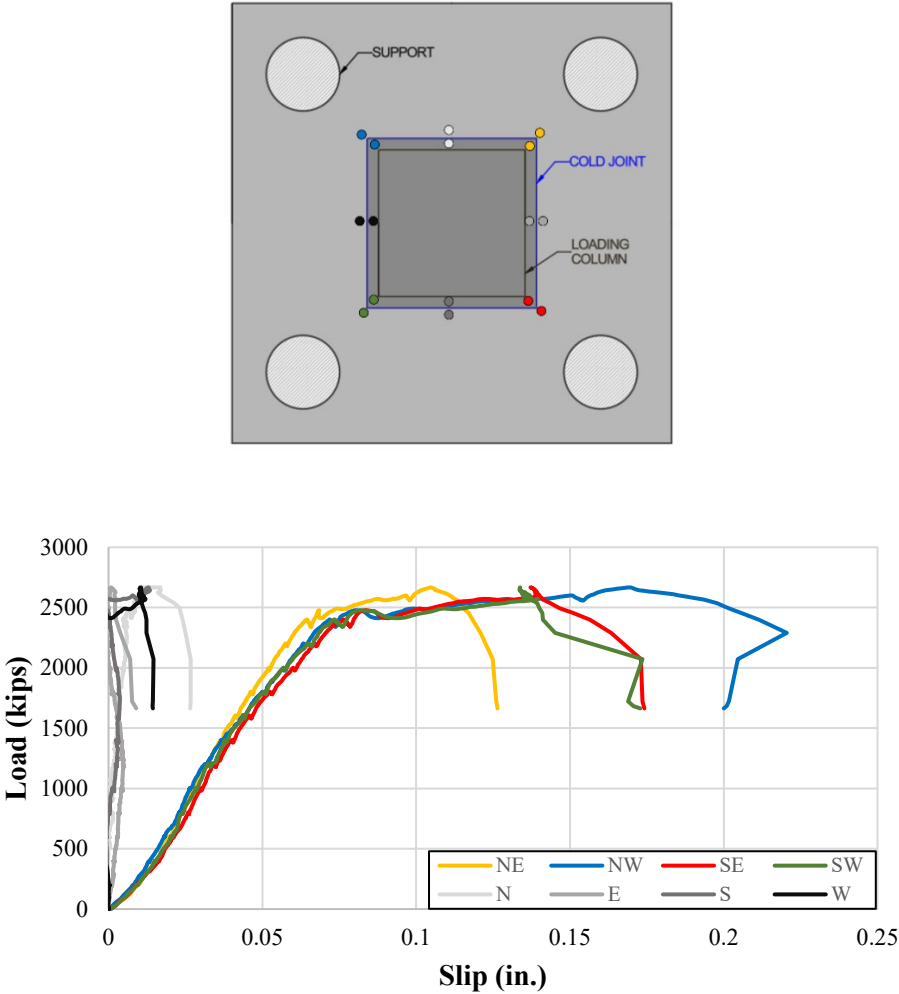 SUPPORT
COLD JOINT
LOADING
COLUMN
3000
2500
2000
1500
1000
500
0
Load (kips)
NE NW SE SW
N E S W
0 0.05 0.1 0.15 0.2 0.25
Slip (in.)